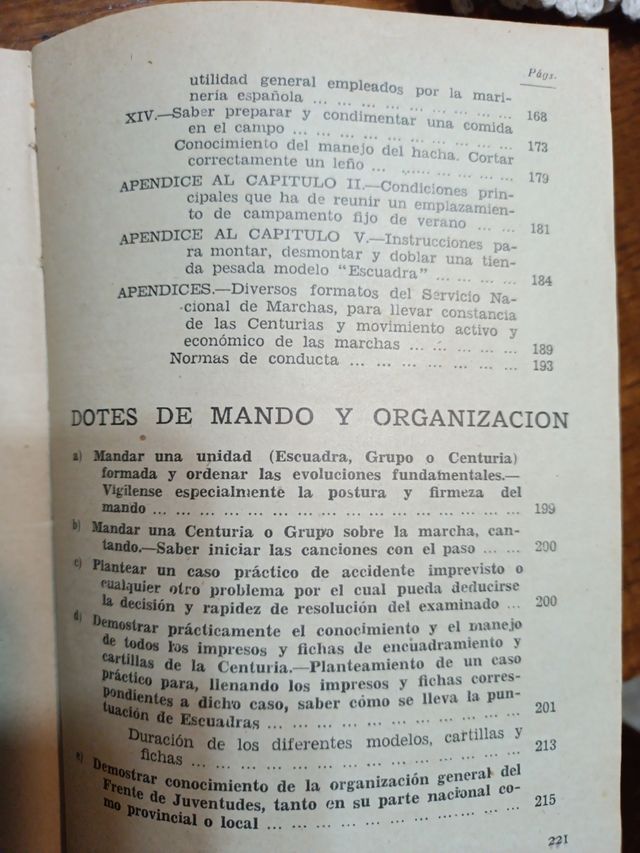 Págs.
utilidad general empleados por la mari-
nería española ... ... ... ... ... ... ... ... 168
XIV.—Saber preparar y condimentar una comida
en el campo ... ... ... ... ... ... ... ... ... 173
Conocimiento del manejo del hacha. Cortar
correctamente un leño ... ... ... ... ... ... 179
APENDICE AL CAPITULO II.—Condiciones prin-
cipales que ha de reunir un emplazamien-
to de campamento fijo de verano ... ... 181
APENDICE AL CAPITULO V.—Instrucciones pa-
ra montar, desmontar y doblar una tien-
da pesada modelo "Escuadra" ... ... ... ... 184
APENDICES.—Diversos formatos del Servicio Na-
cional de Marchas, para llevar constancia
de las Centurias y movimiento activo y
económico de las marchas ... ... ... ... ... 189
Normas de conducta ... ... ... ... ... ... ... 193
DOTES DE MANDO Y ORGANIZACION
a) Mandar una unidad (Escuadra, Grupo o Centuria)
formada y ordenar las evoluciones fundamentales.—
Vigílense especialmente la postura y firmeza del
mando ... ... ... ... ... ... ... ... ... ... ... ... ... 199
b) Mandar una Centuria o Grupo sobre la marcha, can-
tando.—Saber iniciar las canciones con el paso ... ... 200
c) Plantear un caso práctico de accidente imprevisto o
cualquier otro problema por el cual pueda deducirse
la decisión y rapidez de resolución del examinado ... 200
d) Demostrar prácticamente el conocimiento y el manejo
de todos los impresos y fichas de encuadramiento y
cartillas de la Centuria.—Planteamiento de un caso
práctico para, llenando los impresos y fichas corres-
pondientes a dicho caso, saber cómo se lleva la pun-
tuación de Escuadras ... ... ... ... ... ... ... ... ... 201
Duración de los diferentes modelos, cartillas y
fichas ... ... ... ... ... ... ... ... ... ... ... ... 213
e) Demostrar conocimiento de la organización general del
Frente de Juventudes, tanto en su parte nacional co-
mo provincial o local ... ... ... ... ... ... ... ... ... 215
221